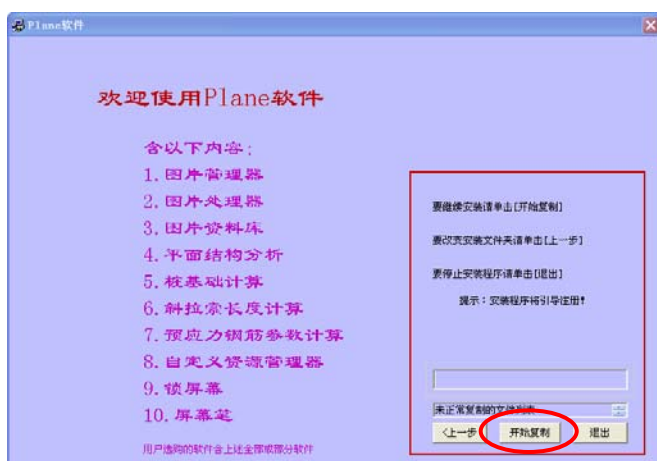 Plane软件
欢迎使用Plane软件
含以下内容:
1. 图片管理器
2. 图片处理器
3. 图片资料床
4. 平面结构分析
5. 桩基础计算
6. 斜拉索长度计算
7. 预应力钢筋参数计算
8. 自定义资源管理器
9. 锁屏幕
10. 屏幕笔
用户选购的软件含上述全部或部分软件
要继续安装请单击[开始复制]
要改变安装文件夹请单击[上一步]
要停止安装程序请单击[退出]
提示:安装程序将引导注册!
未正常复制的文件列表
<上一步
开始复制
退出